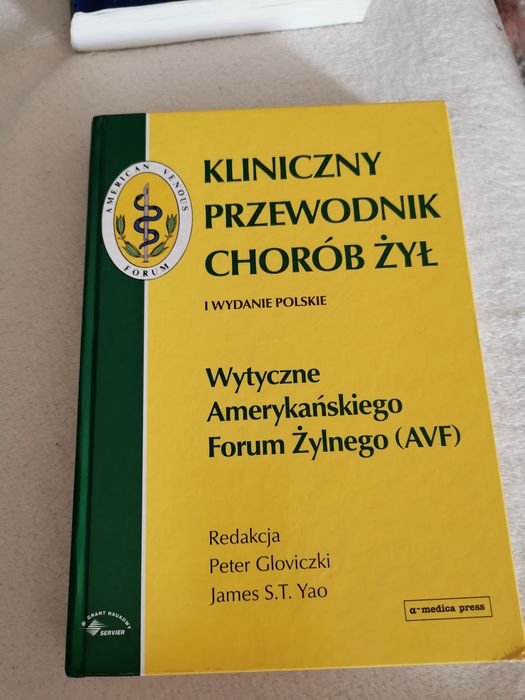 AMERICAN VENOUS
FORUM
KLINICZNY
PRZEWODNIK
CHORÓB ŻYŁ
I WYDANIE POLSKIE
Wytyczne
Amerykańskiego
Forum Żylnego (AVF)
Redakcja
Peter Gloviczki
James S.T. Yao
GRANT NAUKOWY
SERVIER
α-medica press